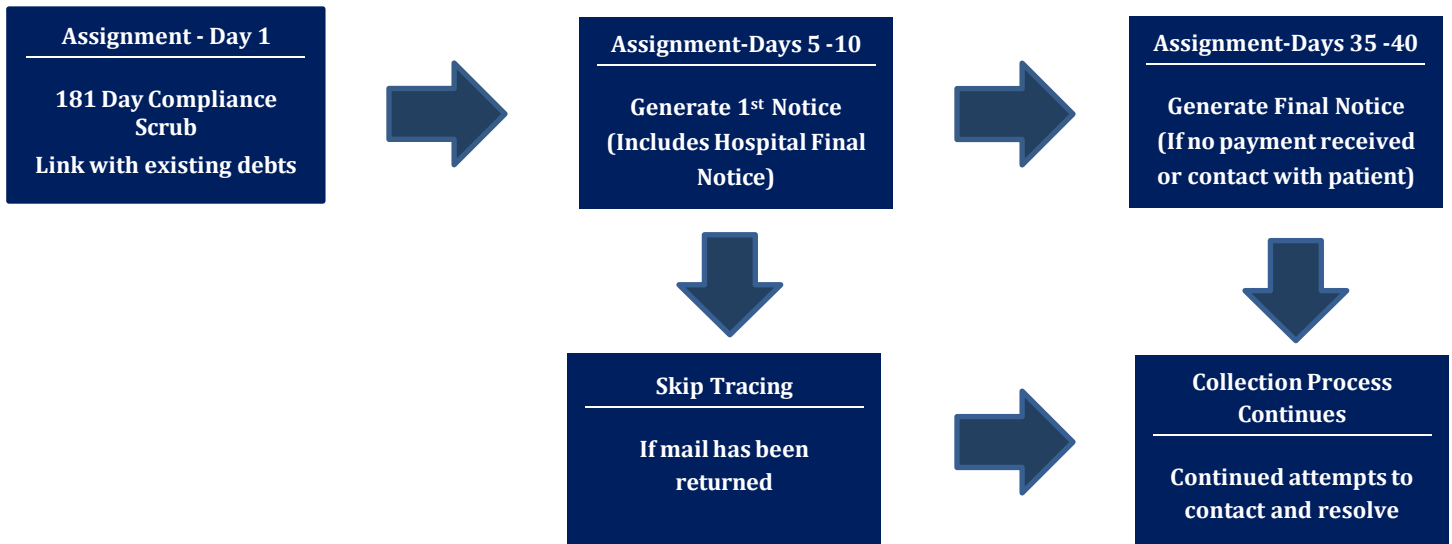 Assignment - Day 1
181 Day Compliance
Scrub
Link with existing debts
Assignment-Days 5 -10
Generate 1st Notice
(Includes Hospital Final
Notice)
Assignment-Days 35 -40
Generate Final Notice
(If no payment received
or contact with patient)
Skip Tracing
If mail has been
returned
Collection Process
Continues
Continued attempts to
contact and resolve